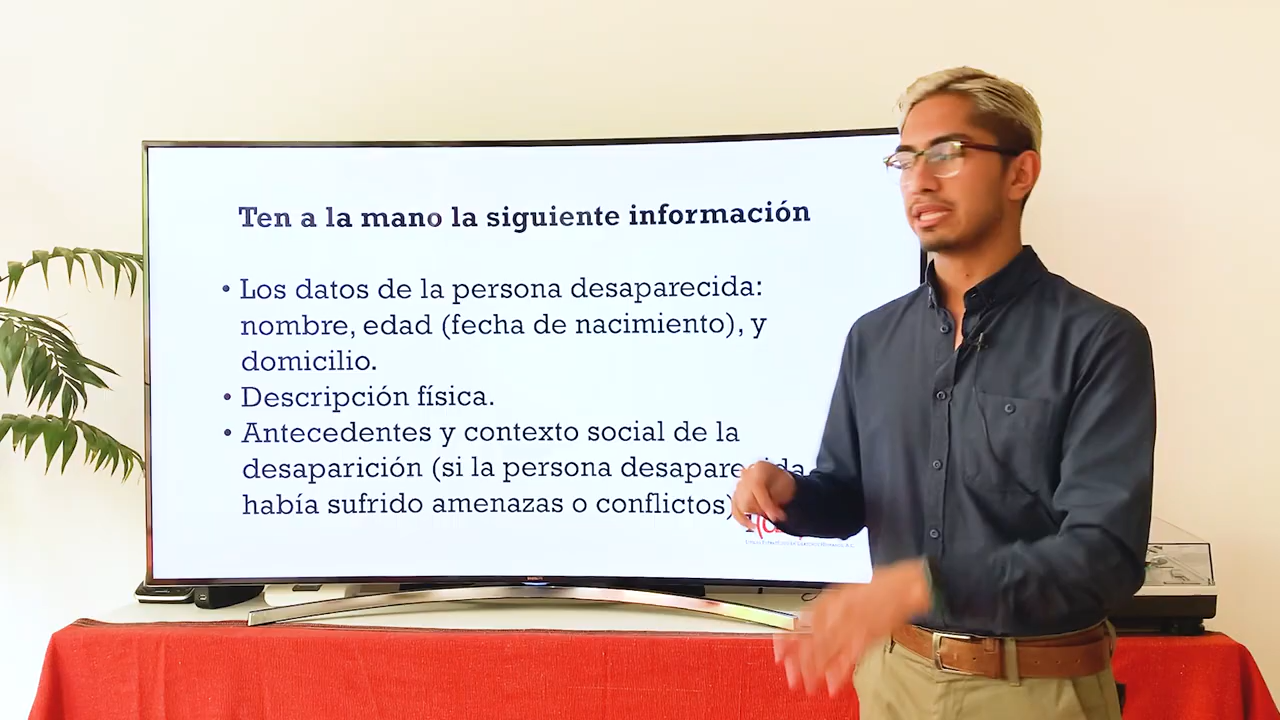 Ten a la mano la siguiente información
• Los datos de la persona desaparecida:
nombre, edad (fecha de nacimiento), y
domicilio.
• Descripción física.
• Antecedentes y contexto social de la
desaparición (si la persona desaparecida
había sufrido amenazas o conflictos)